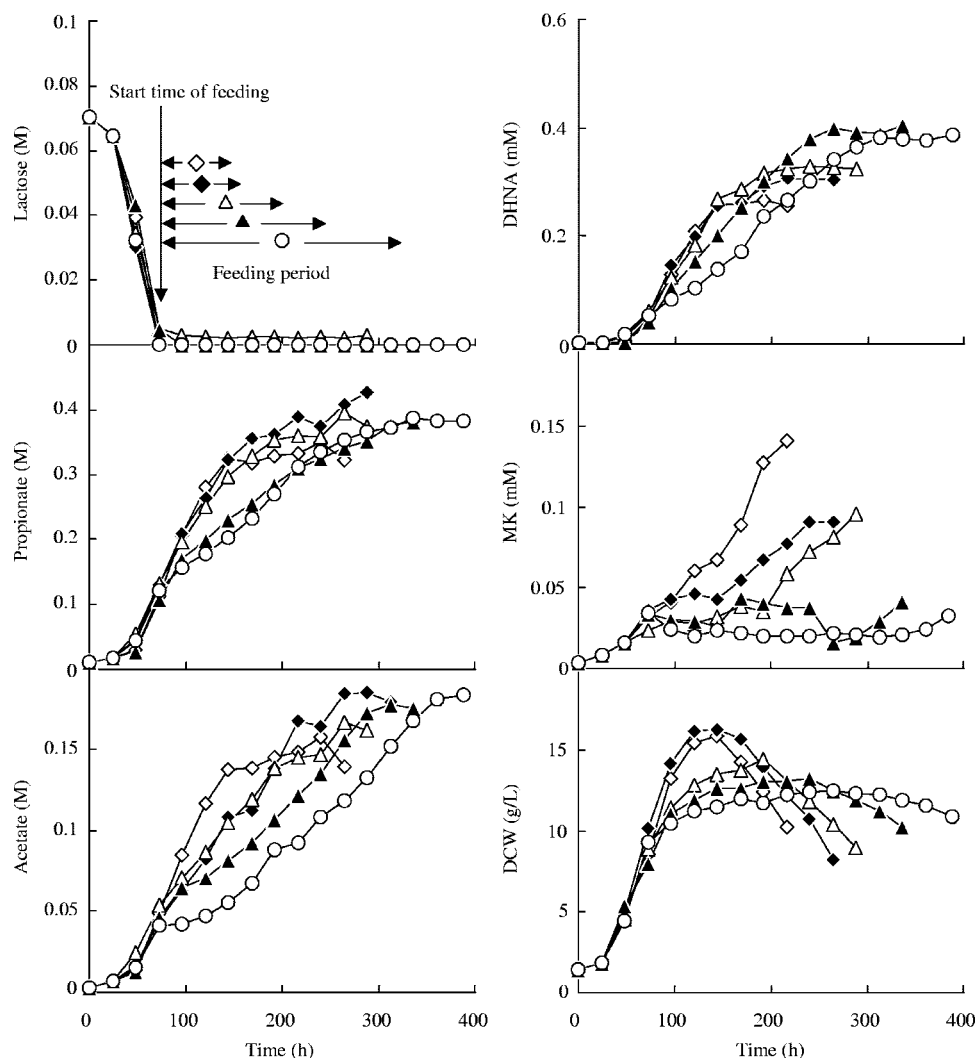 0.1
0.08
0.06
0.04
0.02
0
Lactose (M)
Start time of feeding
Feeding period
0.6
0.4
0.2
0
DHNA (mM)
0.4
0.3
0.2
0.1
0
Propionate (M)
0.15
0.1
0.05
0
MK (mM)
0.15
0.1
0.05
0
Acetate (M)
0 100 200 300 400
Time (h)
15
10
5
0
DCW (g/L)
0 100 200 300 400
Time (h)